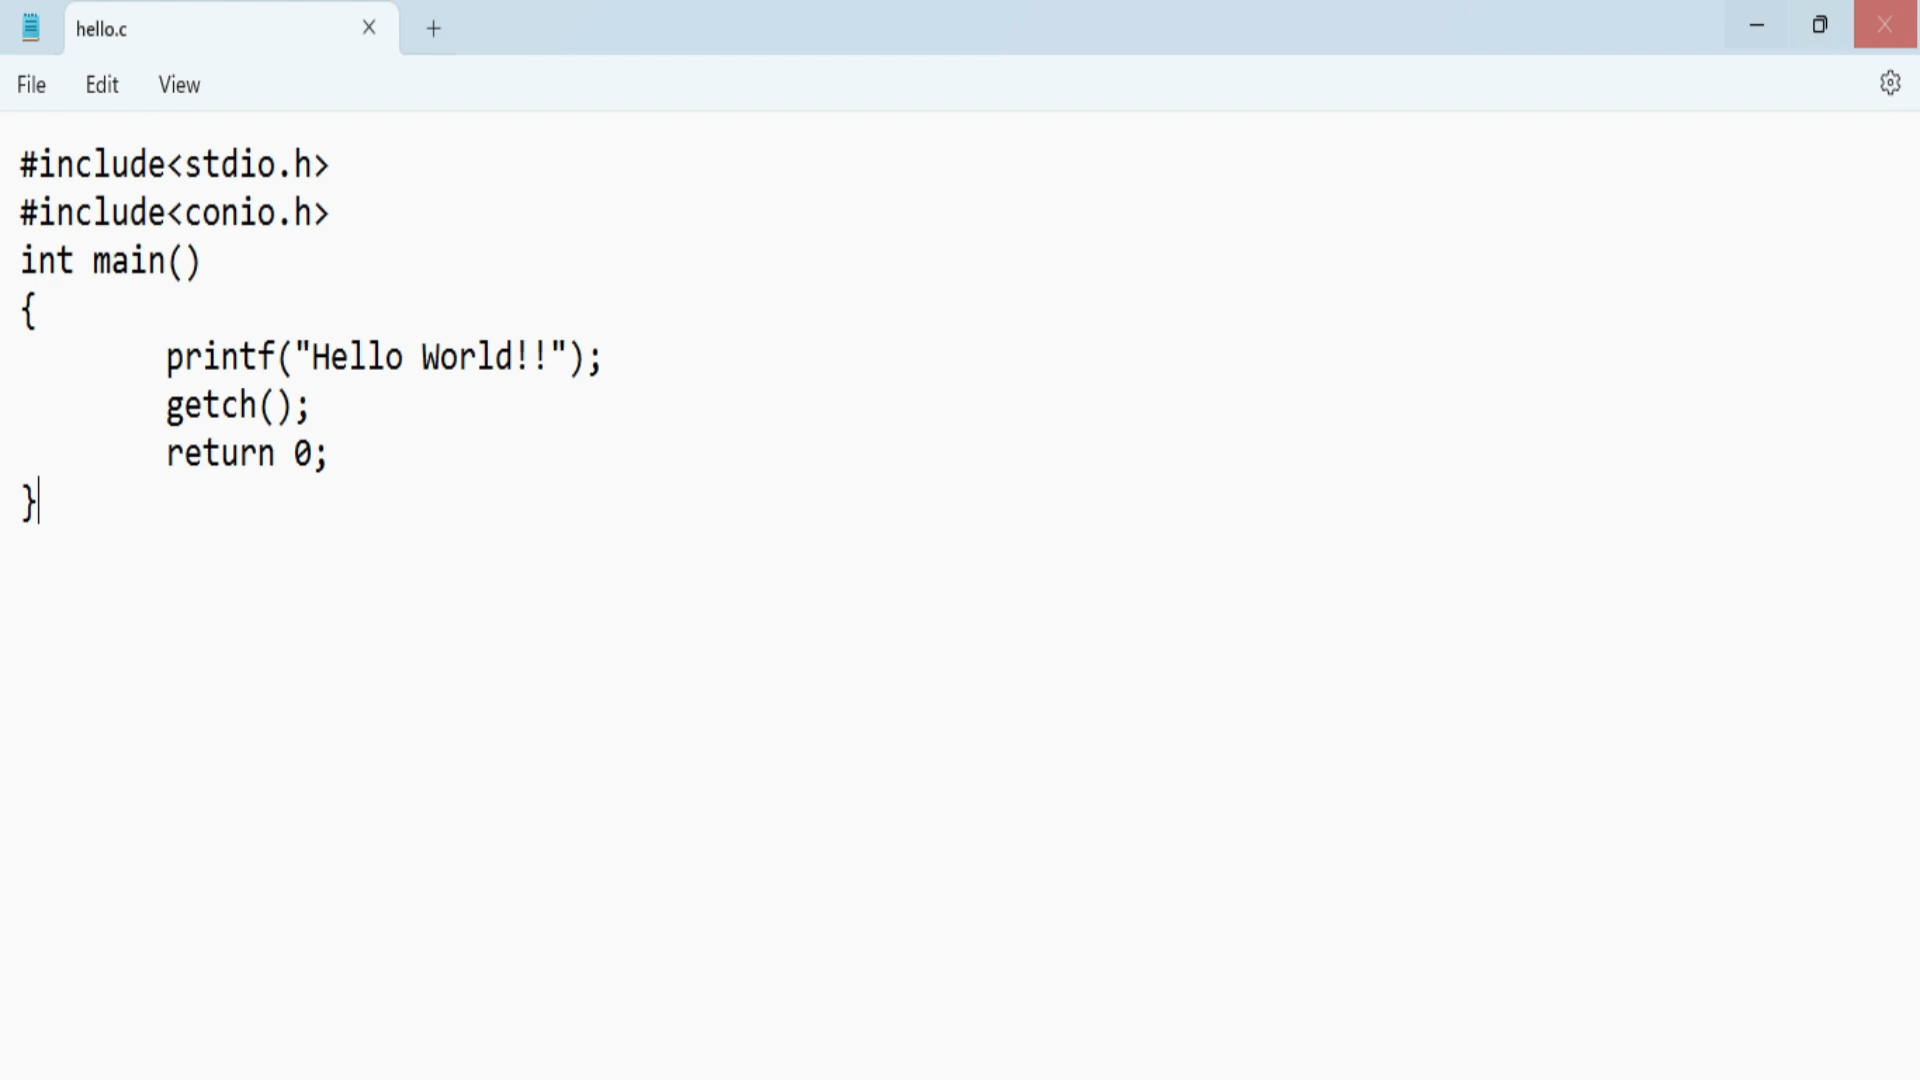 hello.c
File Edit View
#include<stdio.h>
#include<conio.h>
int main()
{
        printf("Hello World!!");
        getch();
        return 0;
}